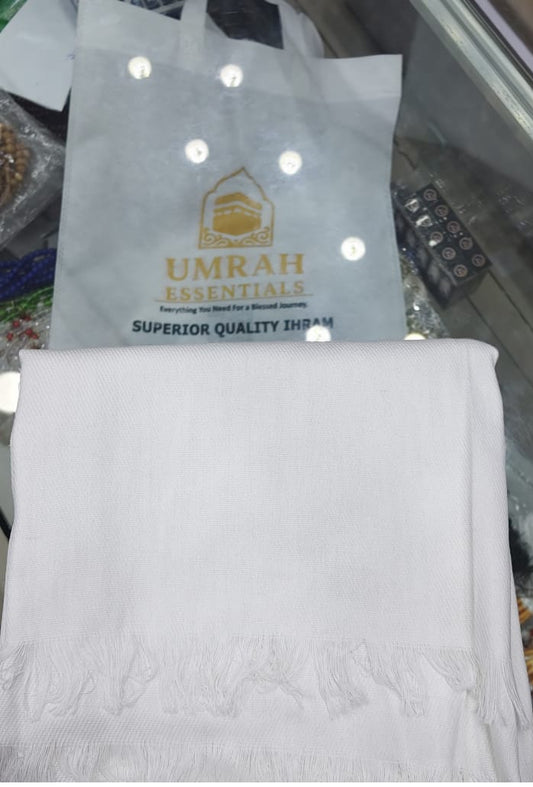 UMRAH
ESSENTIALS
Everything You Need For a Blessed Journey.
SUPERIOR QUALITY IHRAM